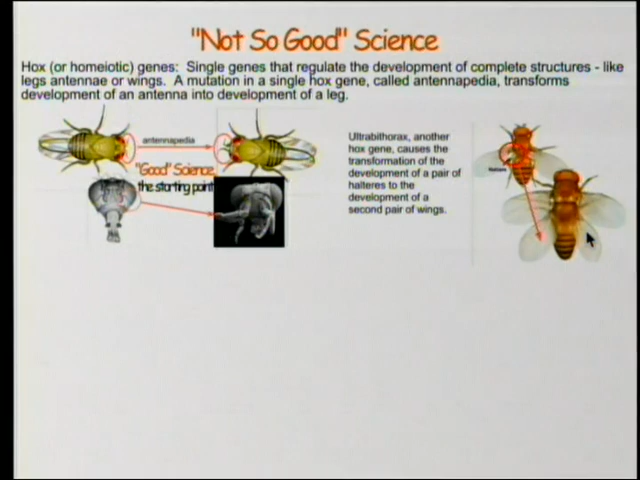 "Not So Good" Science
Hox (or homeiotic) genes: Single genes that regulate the development of complete structures - like
legs antennae or wings. A mutation in a single hox gene, called antennapedia, transforms
development of an antenna into development of a leg.
antennapedia
"Good" Science,
the starting point
Ultrabithorax, another
hox gene, causes the
transformation of the
development of a pair of
halteres to the
development of a
second pair of wings.